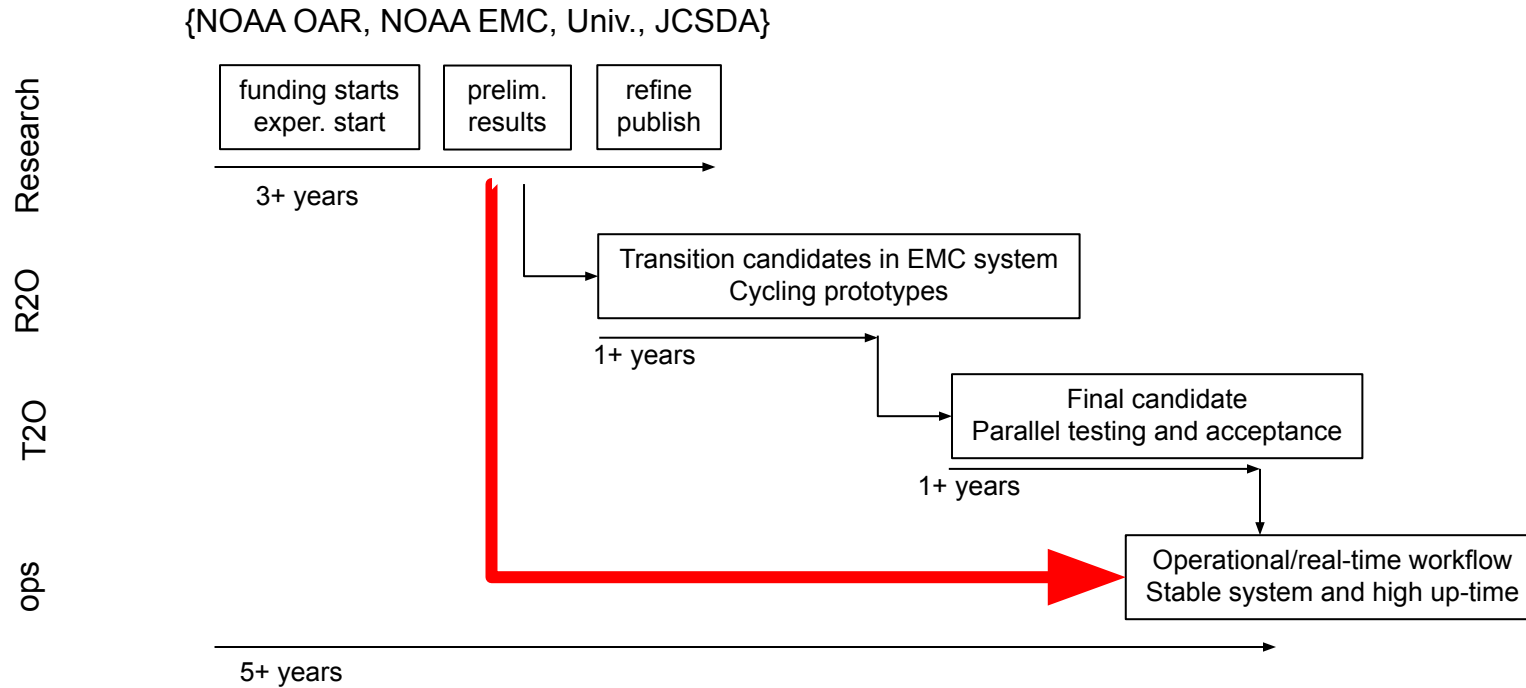 {NOAA OAR, NOAA EMC, Univ., JCSDA}
Research
funding starts
exper. start
prelim.
results
refine
publish
3+ years
R2O
Transition candidates in EMC system
Cycling prototypes
1+ years
T2O
Final candidate
Parallel testing and acceptance
1+ years
ops
Operational/real-time workflow
Stable system and high up-time
5+ years